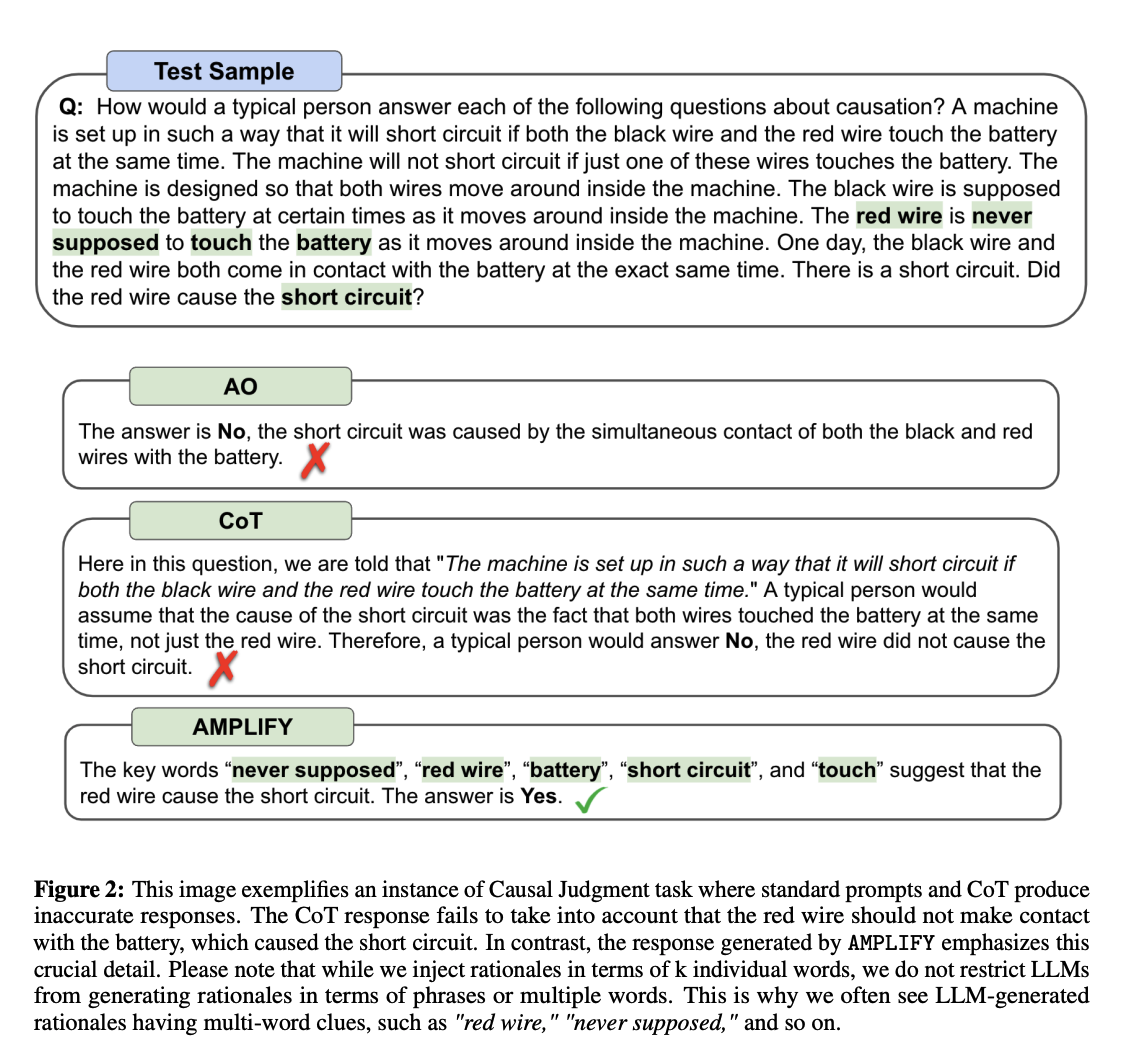 Test Sample
Q: How would a typical person answer each of the following questions about causation? A machine
is set up in such a way that it will short circuit if both the black wire and the red wire touch the battery
at the same time. The machine will not short circuit if just one of these wires touches the battery. The
machine is designed so that both wires move around inside the machine. The black wire is supposed
to touch the battery at certain times as it moves around inside the machine. The red wire is never
supposed to touch the battery as it moves around inside the machine. One day, the black wire and
the red wire both come in contact with the battery at the exact same time. There is a short circuit. Did
the red wire cause the short circuit?
AO
The answer is No, the short circuit was caused by the simultaneous contact of both the black and red
wires with the battery.
CoT
Here in this question, we are told that "The machine is set up in such a way that it will short circuit if
both the black wire and the red wire touch the battery at the same time." A typical person would
assume that the cause of the short circuit was the fact that both wires touched the battery at the same
time, not just the red wire. Therefore, a typical person would answer No, the red wire did not cause the
short circuit.
AMPLIFY
The key words “never supposed”, “red wire”, “battery”, “short circuit”, and “touch” suggest that the
red wire cause the short circuit. The answer is Yes.
Figure 2: This image exemplifies an instance of Causal Judgment task where standard prompts and CoT produce
inaccurate responses. The CoT response fails to take into account that the red wire should not make contact
with the battery, which caused the short circuit. In contrast, the response generated by AMPLIFY emphasizes this
crucial detail. Please note that while we inject rationales in terms of k individual words, we do not restrict LLMs
from generating rationales in terms of phrases or multiple words. This is why we often see LLM-generated
rationales having multi-word clues, such as "red wire," "never supposed," and so on.